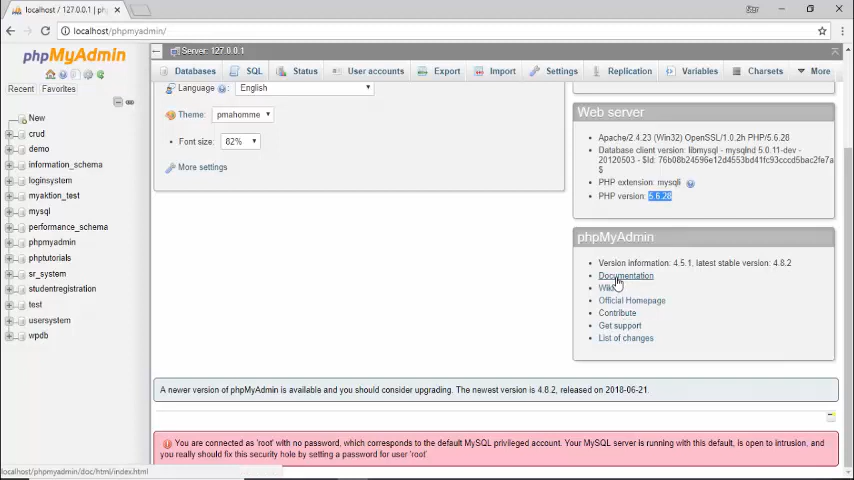 localhost / 127.0.0.1 | p
localhost/phpmyadmin/
phpMyAdmin
Recent Favorites
New
crud
demo
information_schema
loginsystem
myaktion_test
mysql
performance_schema
phpmyadmin
phptutorials
sr_system
studentregistration
test
usersystem
wpdb
Server: 127.0.0.1
Databases SQL Status User accounts Export Import Settings Replication Variables Charsets More
Language : English
Theme: pmahomme
Font size: 82%
More settings
Web server
Apache/2.4.23 (Win32) OpenSSL/1.0.2h PHP/5.6.28
Database client version: libmysql - mysqlnd 5.0.11-dev -
20120503 - $Id: 76b08b24596e12d4553bd41fc93cccd5bac2fe7a
$
PHP extension: mysqli
PHP version: 5.6.28
phpMyAdmin
Version information: 4.5.1, latest stable version: 4.8.2
Documentation
Official Homepage
Contribute
Get support
List of changes
A newer version of phpMyAdmin is available and you should consider upgrading. The newest version is 4.8.2, released on 2018-06-21.
You are connected as 'root' with no password, which corresponds to the default MySQL privileged account. Your MySQL server is running with this default, is open to intrusion, and
you really should fix this security hole by setting a password for user 'root'
localhost/phpmyadmin/doc/html/index.html